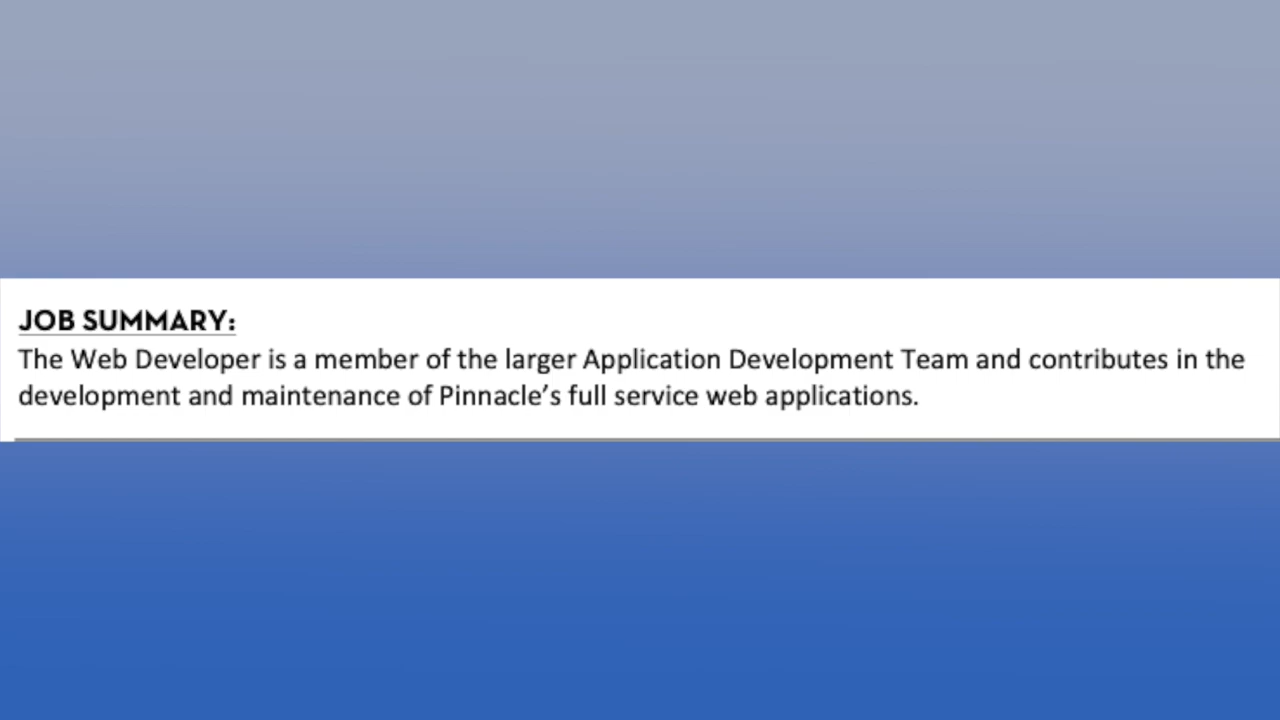 JOB SUMMARY:
The Web Developer is a member of the larger Application Development Team and contributes in the
development and maintenance of Pinnacle’s full service web applications.